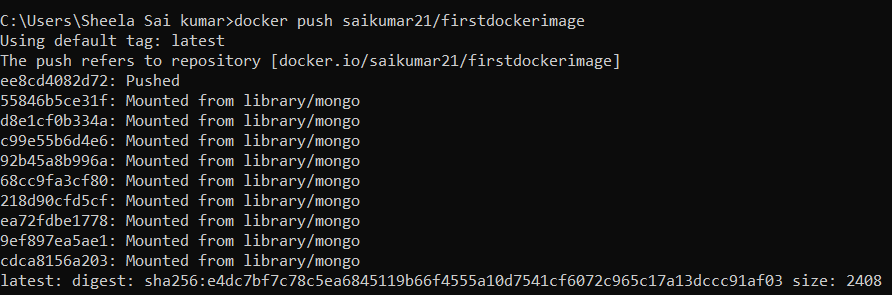 C:\Users\Sheela Sai kumar>docker push saikumar21/firstdockerimage
Using default tag: latest
The push refers to repository [docker.io/saikumar21/firstdockerimage]
ee8cd4082d72: Pushed
55846b5ce31f: Mounted from library/mongo
d8e1cf0b334a: Mounted from library/mongo
c99e55b6d4e6: Mounted from library/mongo
92b45a8b996a: Mounted from library/mongo
68cc9fa3cf80: Mounted from library/mongo
218d90cfd5cf: Mounted from library/mongo
ea72fdbe1778: Mounted from library/mongo
9ef897ea5ae1: Mounted from library/mongo
cdca8156a203: Mounted from library/mongo
latest: digest: sha256:e4dc7bf7c78c5ea6845119b66f4555a10d7541cf6072c965c17a13dccc91af03 size: 2408